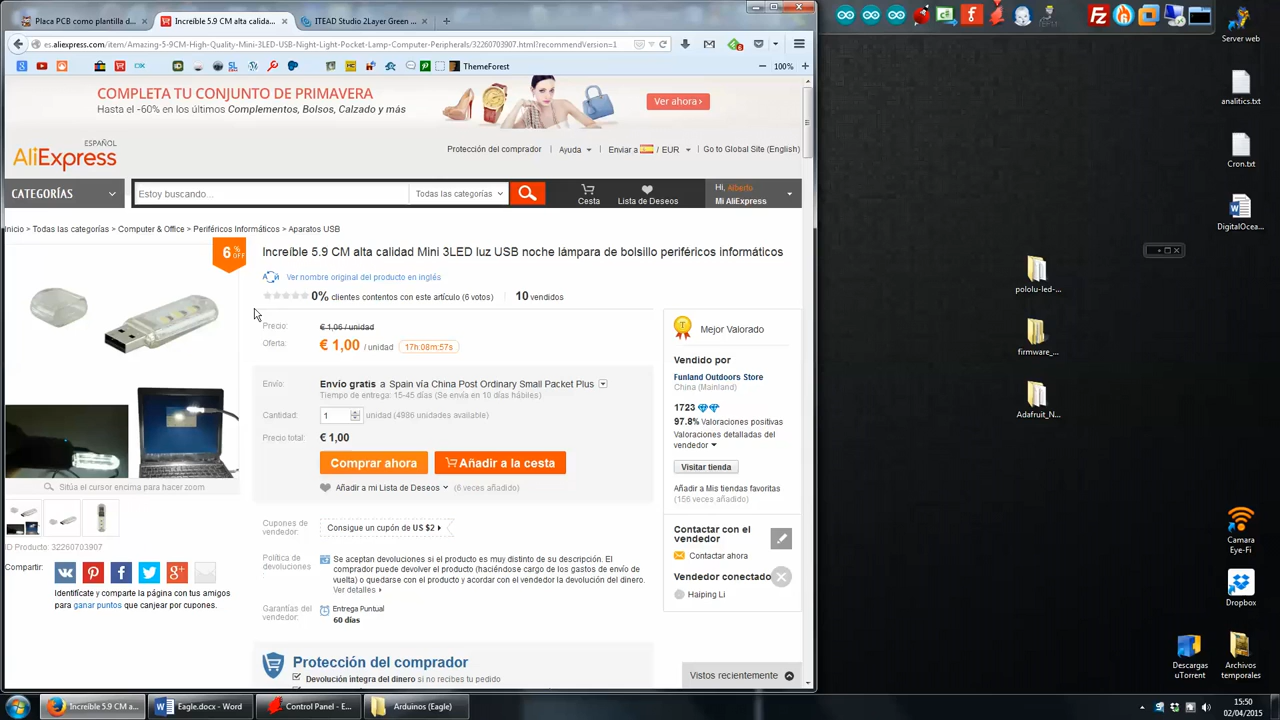 Placa PCB como plantilla d...
Increíble 5.9 CM alta calida...
ITEAD Studio 2Layer Green ...
es.aliexpress.com/item/Amazing-5-9CM-High-Quality-Mini-3LED-USB-Night-Light-Pocket-Lamp-Computer-Peripherals/32260703907.html?recommendVersion=1
ThemeForest
100%
COMPLETA TU CONJUNTO DE PRIMAVERA
Hasta el -60% en los últimos Complementos, Bolsos, Calzado y más
Ver ahora ›
ESPAÑOL
AliExpress
Protección del comprador
Ayuda
Enviar a / EUR
Go to Global Site (English)
CATEGORÍAS
Estoy buscando...
Todas las categorías
Cesta
Lista de Deseos
Hi, Alberto
Mi AliExpress
Inicio > Todas las categorías > Computer & Office > Periféricos Informáticos > Aparatos USB
6 % OFF
Increíble 5.9 CM alta calidad Mini 3LED luz USB noche lámpara de bolsillo periféricos informáticos
Ver nombre original del producto en inglés
0% clientes contentos con este artículo (6 votos)
10 vendidos
Precio: € 1,06 / unidad
Oferta: € 1,00 / unidad 17h:08m:57s
Envío: Envío gratis a Spain vía China Post Ordinary Small Packet Plus
Tiempo de entrega: 15-45 días (Se envía en 10 días hábiles)
Cantidad: 1 unidad (4986 unidades available)
Precio total: € 1,00
Comprar ahora
Añadir a la cesta
Añadir a mi Lista de Deseos (6 veces añadido)
Sitúa el cursor encima para hacer zoom
ID Producto: 32260703907
Compartir:
Identifícate y comparte la página con tus amigos
para ganar puntos que canjear por cupones.
Cupones de vendedor:
Consigue un cupón de US $2
Política de devoluciones :
Se aceptan devoluciones si el producto es muy distinto de su descripción. El
comprador puede devolver el producto (haciéndose cargo de los gastos de envío de
vuelta) o quedarse con el producto y acordar con el vendedor la devolución del dinero.
Ver detalles
Garantías del vendedor:
Entrega Puntual
60 días
Protección del comprador
Devolución íntegra del dinero si no recibes tu pedido
Mejor Valorado
Vendido por
Funland Outdoors Store
China (Mainland)
1723
97.8% Valoraciones positivas
Valoraciones detalladas del
vendedor
Visitar tienda
Añadir a Mis tiendas favoritas
(156 veces añadido)
Contactar con el
vendedor
Contactar ahora
Vendedor conectado
Haiping Li
Vistos recientemente
Server web
analitics.txt
Cron.txt
DigitalOcea...
pololu-led-...
firmware_...
Adafruit_N...
Camara
Eye-Fi
Dropbox
Descargas
uTorrent
Archivos
temporales
Increíble 5.9 CM a...
Eagle.docx - Word
Control Panel - E...
Arduinos (Eagle)
15:50
02/04/2015